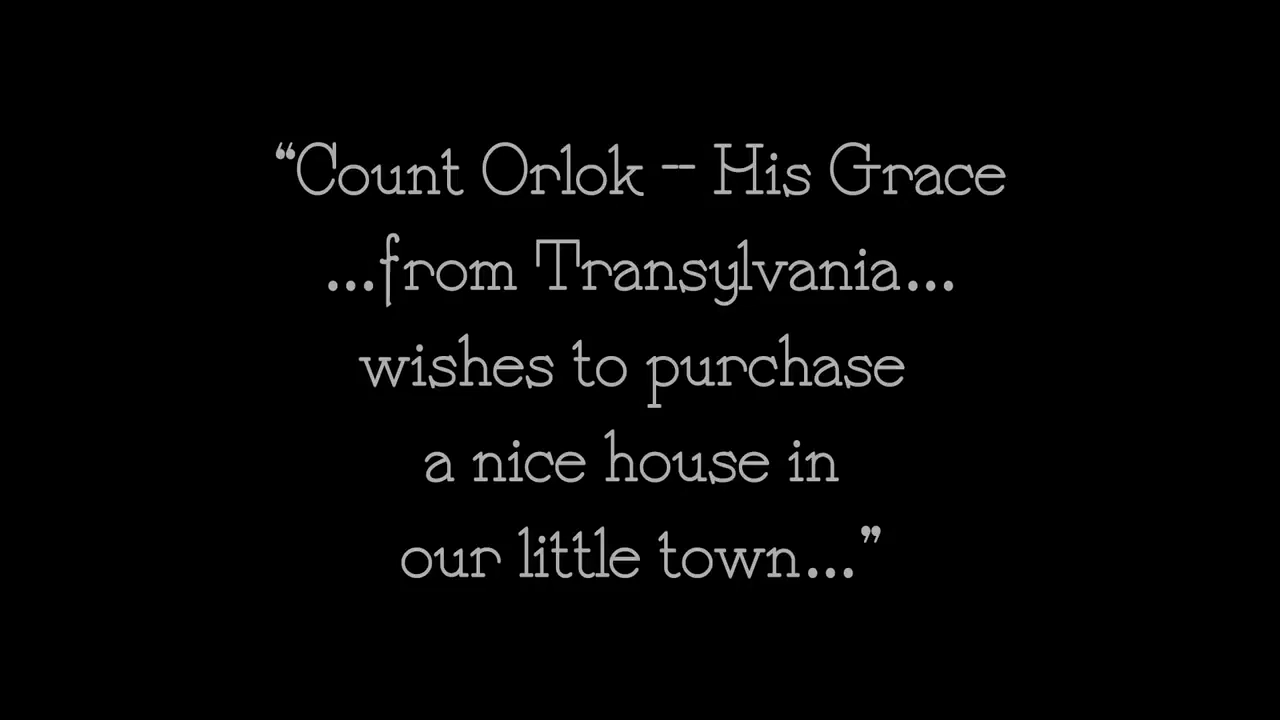 “Count Orlok -- His Grace
...from Transylvania...
wishes to purchase
a nice house in
our little town...”